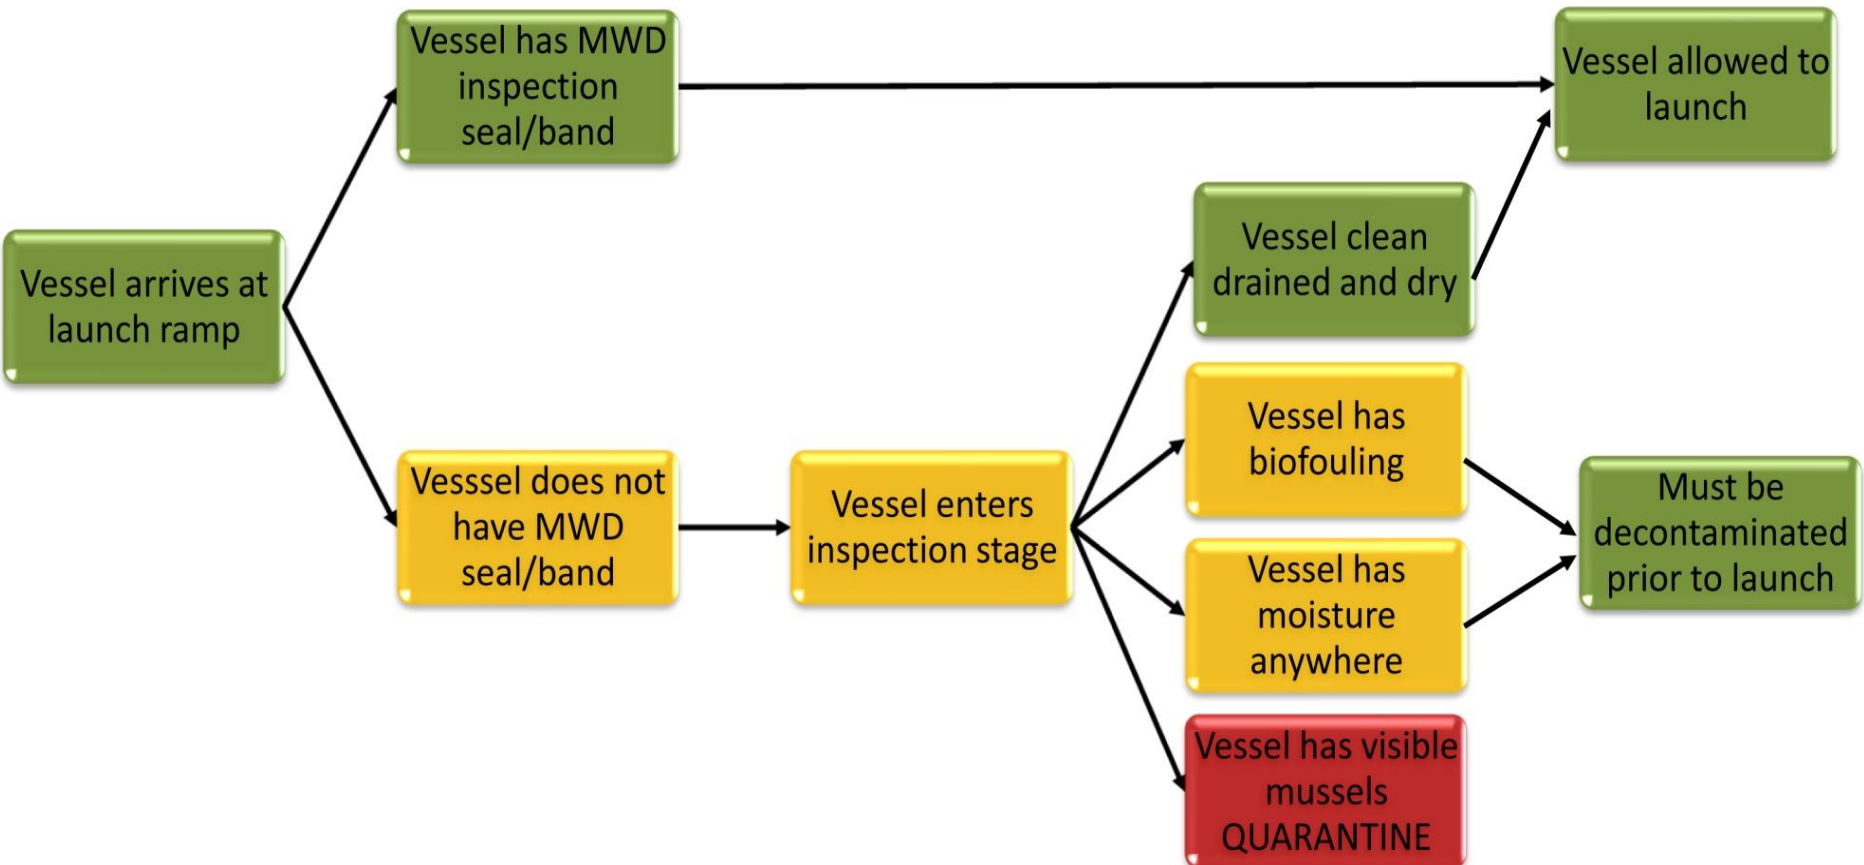 Vessel has MWD
inspection
seal/band
Vessel allowed to
launch
Vessel arrives at
launch ramp
Vessel clean
drained and dry
Vesssel does not
have MWD
seal/band
Vessel enters
inspection stage
Vessel has
biofouling
Vessel has
moisture
anywhere
Must be
decontaminated
prior to launch
Vessel has visible
mussels
QUARANTINE